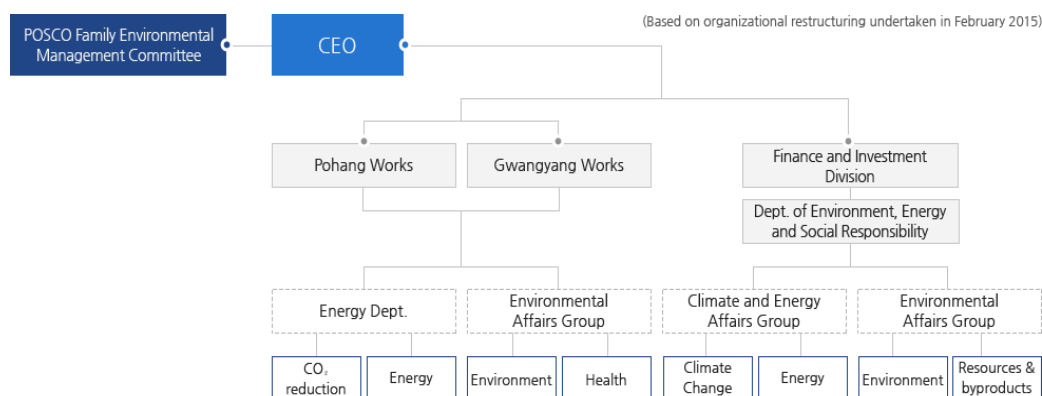 POSCO Family Environmental
Management Committee
CEO
(Based on organizational restructuring undertaken in February 2015)
Pohang Works
Gwangyang Works
Finance and Investment
Division
Dept. of Environment, Energy
and Social Responsibility
Energy Dept.
Environmental
Affairs Group
Climate and Energy
Affairs Group
Environmental
Affairs Group
CO₂
reduction
Energy
Environment
Health
Climate
Change
Energy
Environment
Resources &
byproducts